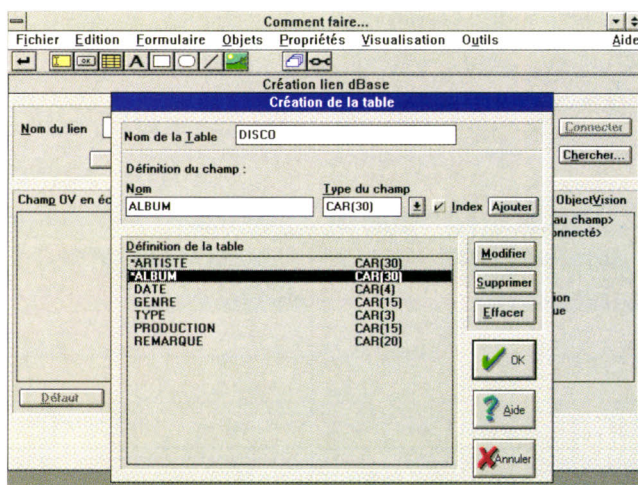 Comment faire...
Fichier Edition Formulaire Objets Propriétés Visualisation Outils Aide
OK A
Création lien dBase
Création de la table
Nom du lien
Connecter
Nom de la Table DISCO
Chercher...
Définition du champ :
Nom Type du champ
ALBUM CAR(30) Index Ajouter
Champ OV en éc
ObjectVision
au champ>
onnecté>
Définition de la table
*ARTISTE CAR(30)
*ALBUM CAR(30)
DATE CAR(4)
GENRE CAR(15)
TYPE CAR(3)
PRODUCTION CAR(15)
REMARQUE CAR(20)
Modifier
Supprimer
Effacer
ion
ue
OK
Aide
Annuler
Défaut